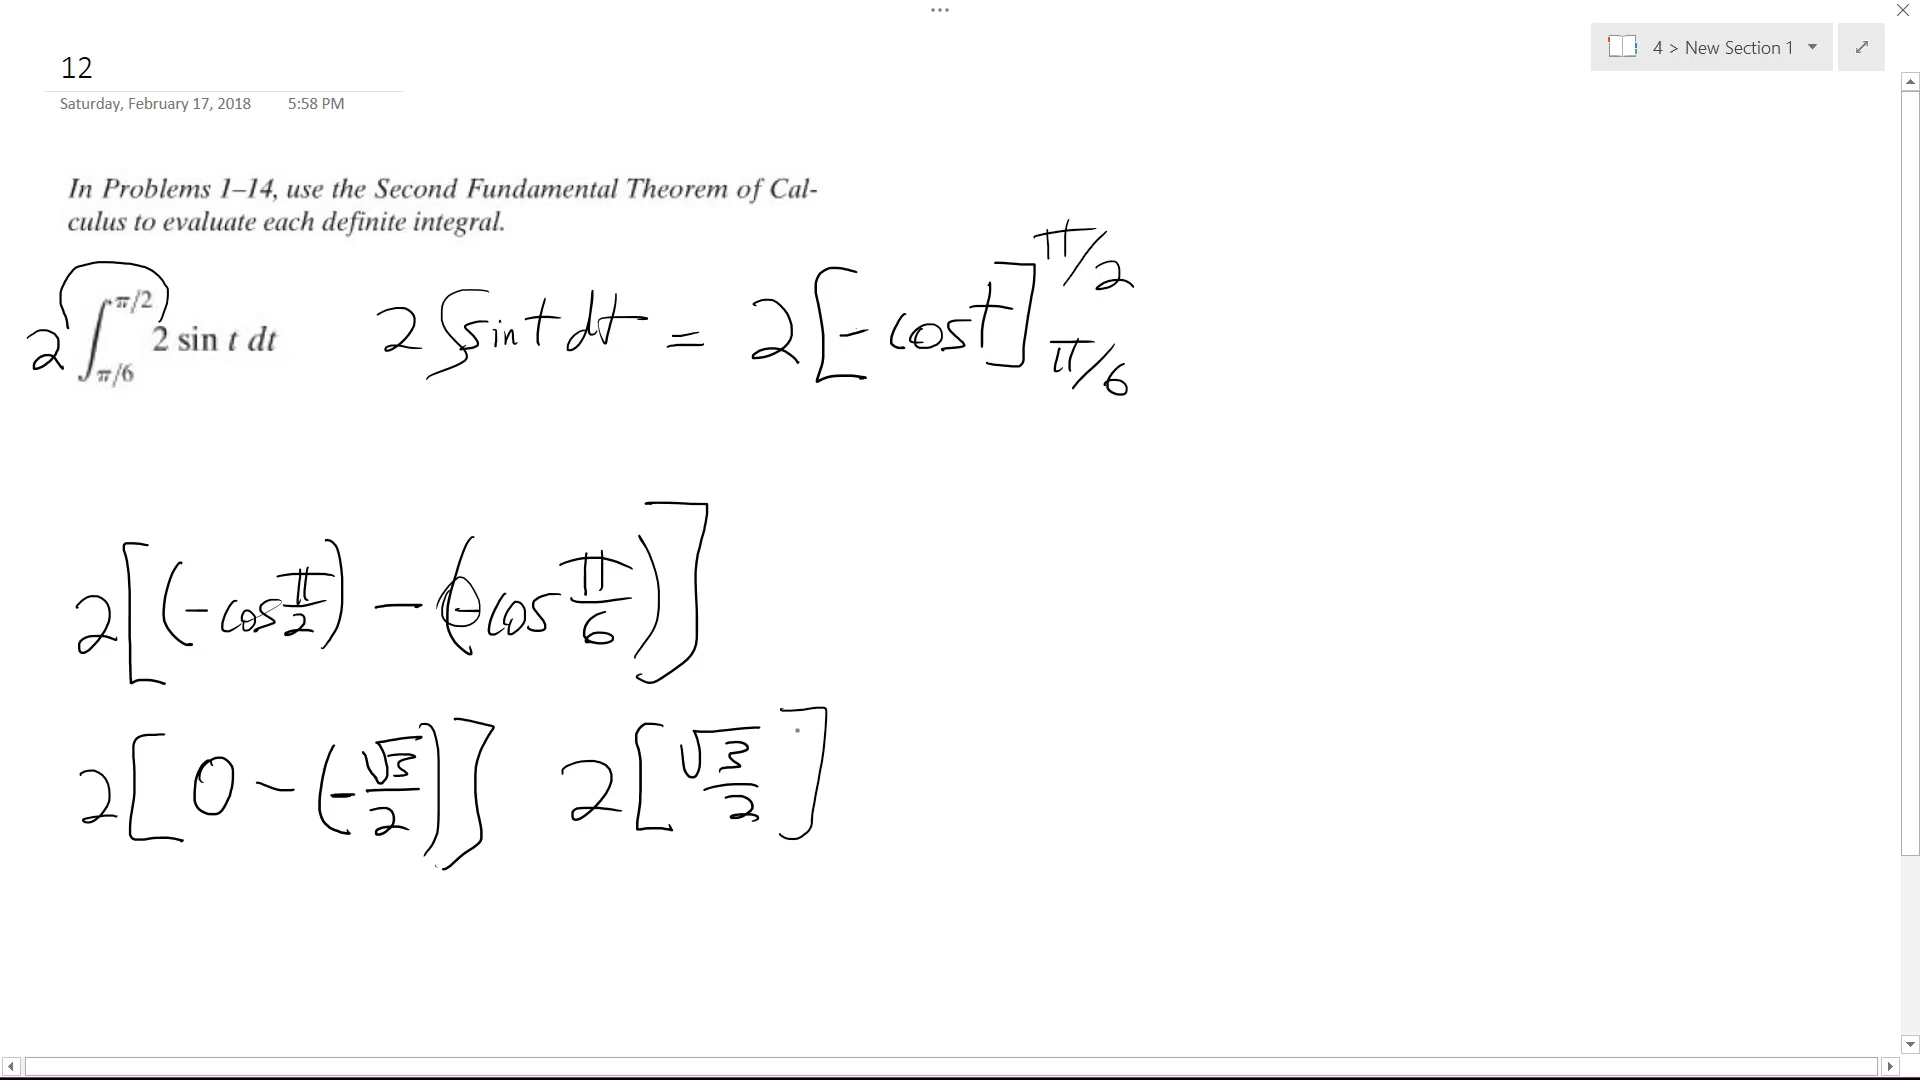 4 > New Section 1
12
Saturday, February 17, 2018 5:58 PM
In Problems 1–14, use the Second Fundamental Theorem of Cal-
culus to evaluate each definite integral.
2 ∫_{π/6}^{π/2} 2 sin t dt 2 ∫ sin t dt = 2 [- cos t]_{π/6}^{π/2}
2 [(- cos π/2) - (- cos π/6)]
2 [0 - (- √3/2)] 2 [√3/2]